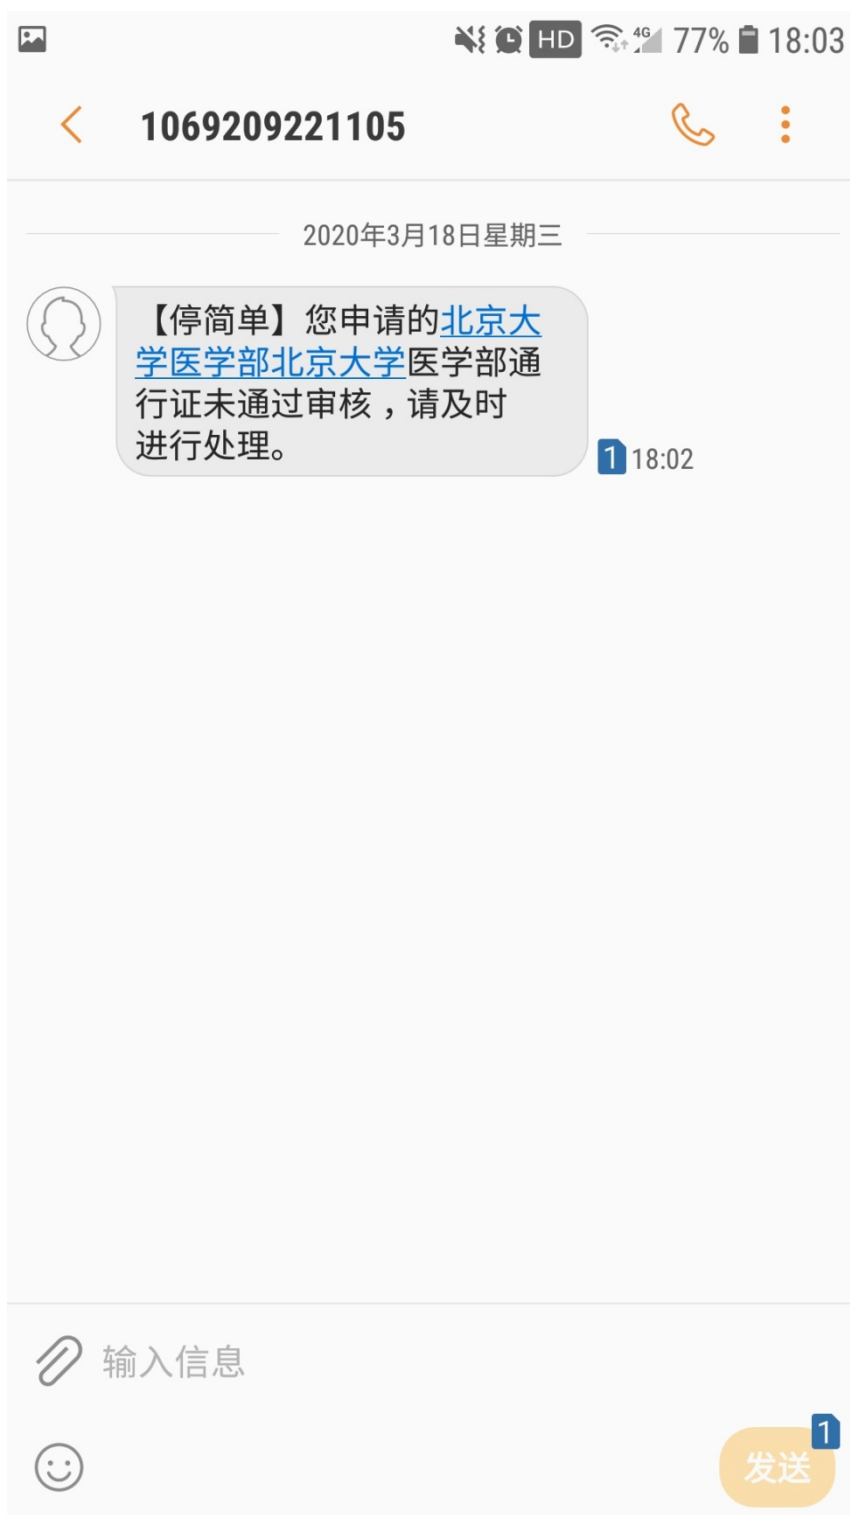 HD 4G 77% 18:03
1069209221105
2020年3月18日星期三
【停简单】您申请的北京大
学医学部北京大学医学部通
行证未通过审核，请及时
进行处理。
1 18:02
输入信息
1
发送